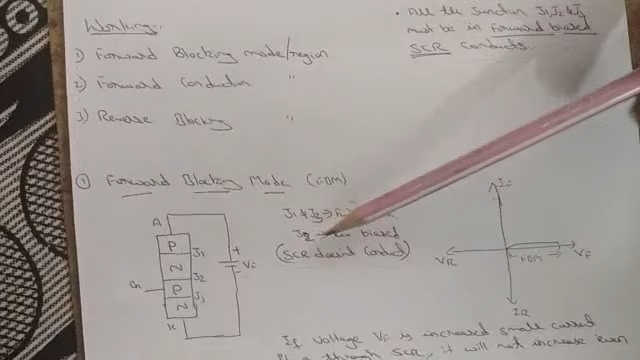 Working:-
• All the Junction J1, J2 & J3
must be in forward biased
SCR conducts.
1) Forward Blocking mode/region
2) Forward Conduction "
3) Reverse Blocking "
① Forward Blocking Mode (FBM)
J1 & J3 →
J2 biased
(SCR doesn't conduct)
A
P
N
P
N
J1
J2
J3
G
K
+
VF
IF
VR
FBM
VF
IR
If voltage VF is increased small current
through SCR it will not increase even